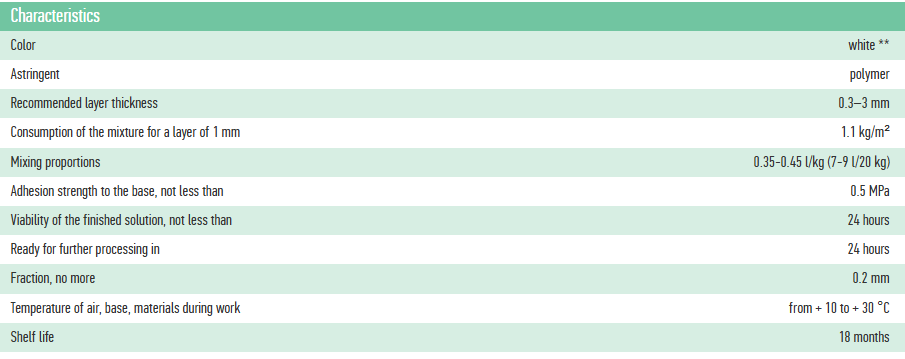 Characteristics
Color white **
Astringent polymer
Recommended layer thickness 0.3–3 mm
Consumption of the mixture for a layer of 1 mm 1.1 kg/m²
Mixing proportions 0.35-0.45 l/kg (7-9 l/20 kg)
Adhesion strength to the base, not less than 0.5 MPa
Viability of the finished solution, not less than 24 hours
Ready for further processing in 24 hours
Fraction, no more 0.2 mm
Temperature of air, base, materials during work from + 10 to + 30 °C
Shelf life 18 months